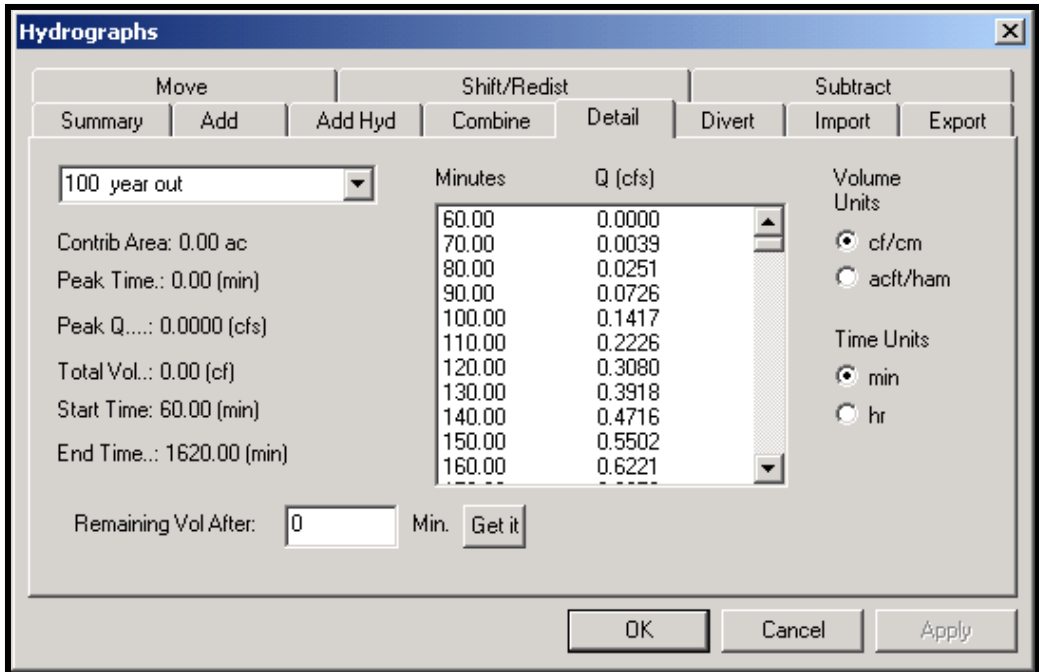 Hydrographs
Move Shift/Redist Subtract
Summary Add Add Hyd Combine Detail Divert Import Export
100 year out
Contrib Area: 0.00 ac
Peak Time.: 0.00 (min)
Peak Q....: 0.0000 (cfs)
Total Vol..: 0.00 (cf)
Start Time: 60.00 (min)
End Time..: 1620.00 (min)
Minutes Q (cfs)
60.00 0.0000
70.00 0.0039
80.00 0.0251
90.00 0.0726
100.00 0.1417
110.00 0.2226
120.00 0.3080
130.00 0.3918
140.00 0.4716
150.00 0.5502
160.00 0.6221
Volume
Units
cf/cm
acft/ham
Time Units
min
hr
Remaining Vol After: 0 Min. Get it
OK Cancel Apply